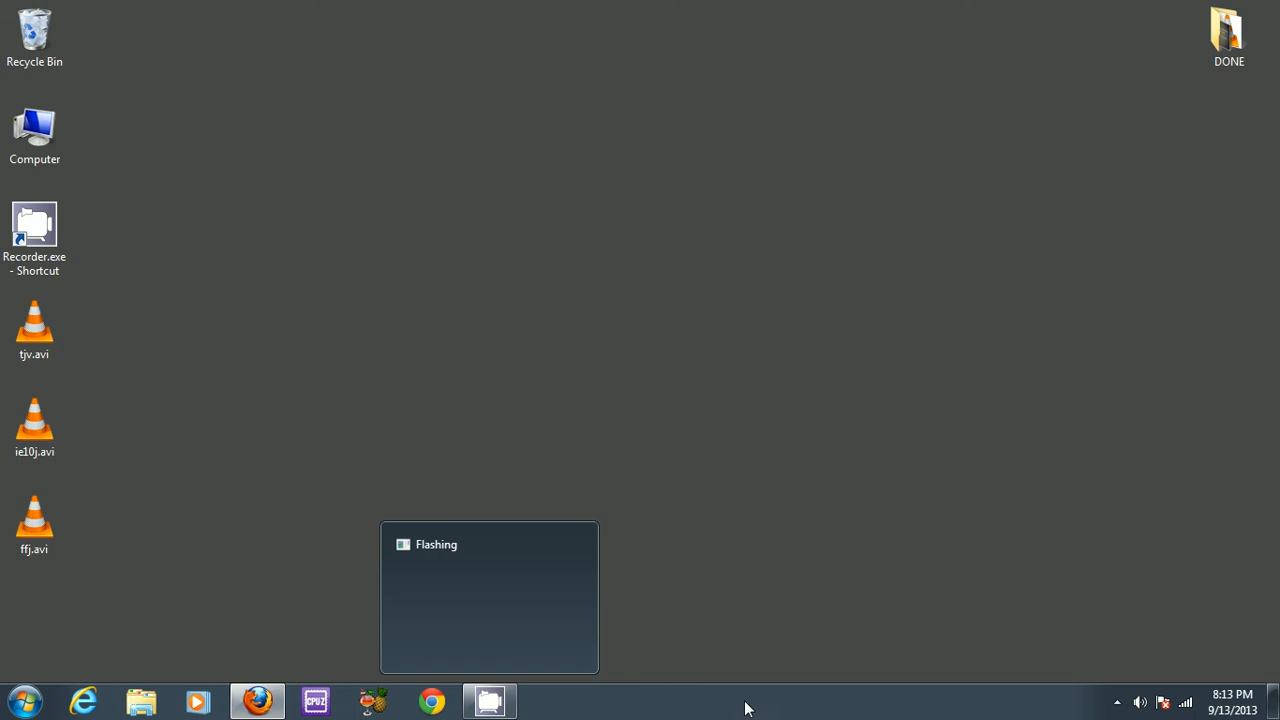 Recycle Bin
Computer
Recorder.exe
- Shortcut
tjv.avi
ie10j.avi
ffj.avi
DONE
Flashing
CPU Z
8:13 PM
9/13/2013